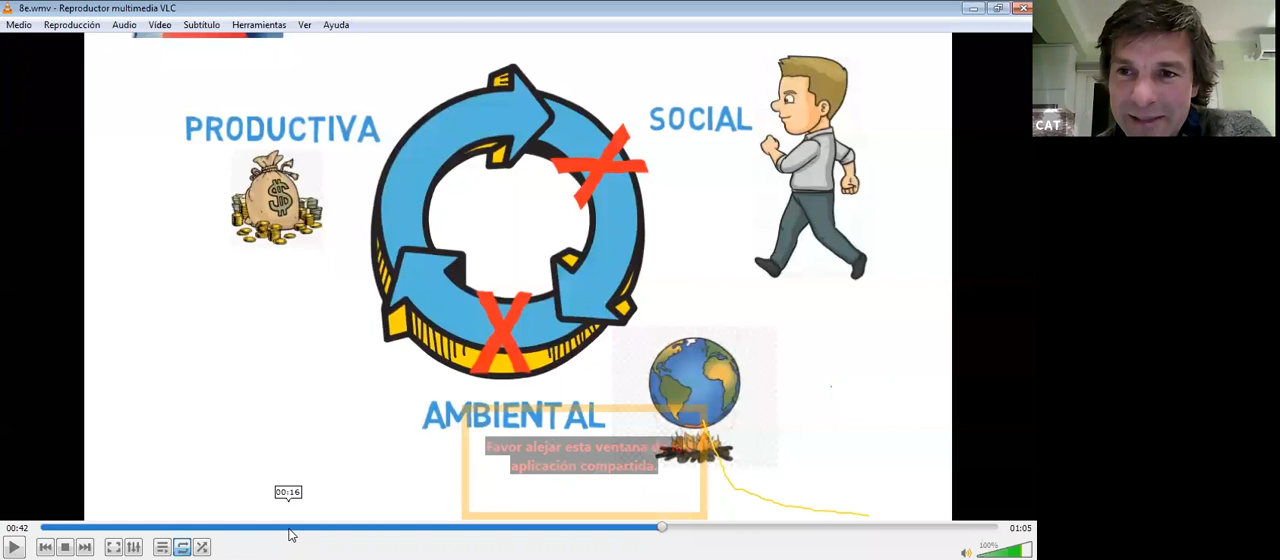 8e.wmv - Reproductor multimedia VLC
Medio Reproducción Audio Vídeo Subtítulo Herramientas Ver Ayuda
PRODUCTIVA
SOCIAL
$
CAT
AMBIENTAL
Favor alejar esta ventana d
aplicación compartida.
00:16
00:42
01:05
100%